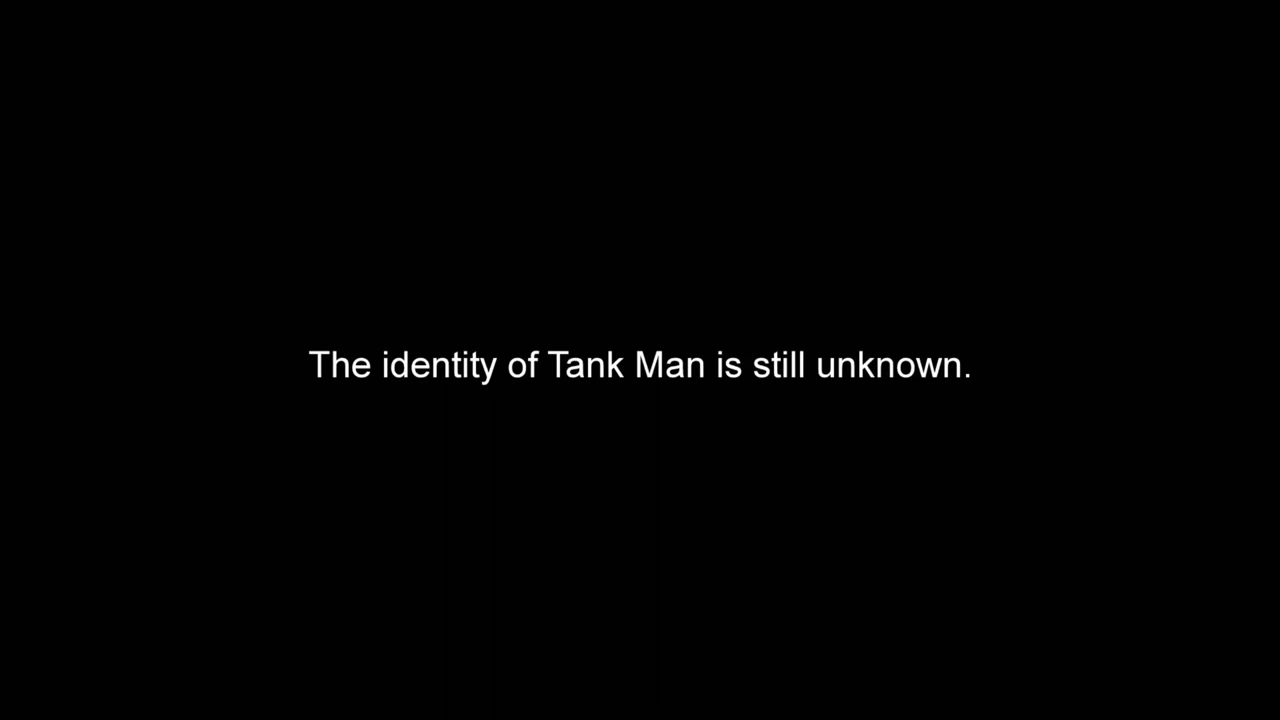 The identity of Tank Man is still unknown.